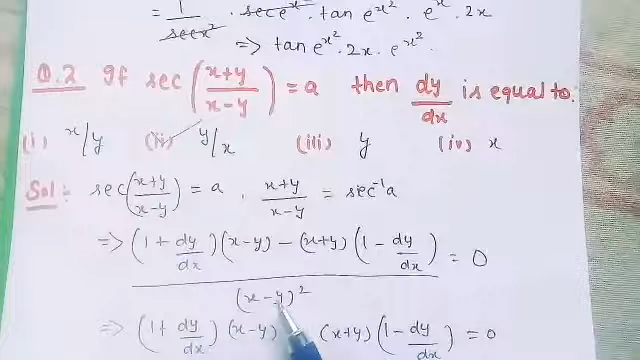 = 1/sece^x² · sece^x² · tan e^x² · e^x² · 2x
=> tan e^x² · 2x · e^x².
Q.2 If sec((x+y)/(x-y)) = a then dy/dx is equal to:
(i) x/y (ii) y/x (iii) y (iv) x
Sol:- sec((x+y)/(x-y)) = a , (x+y)/(x-y) = sec⁻¹a
=> ((1 + dy/dx)(x-y) - (x+y)(1 - dy/dx))/(x-y)² = 0
=> (1 + dy/dx)(x-y) (x+y)(1 - dy/dx) = 0